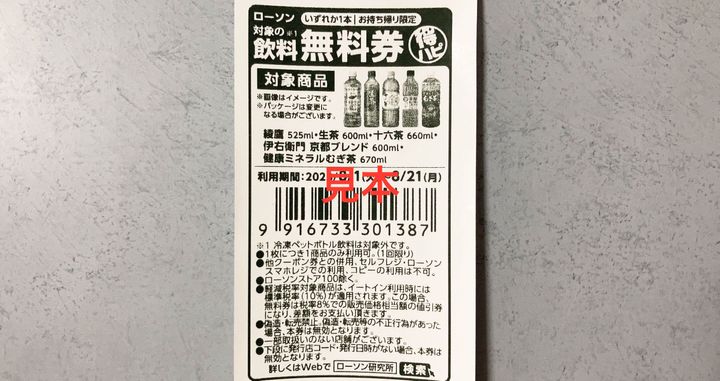 ローソン いずれか1本 お持ち帰り限定
対象の※1
飲料 無料券 得ハピ
対象商品
※画像はイメージです。
※パッケージは変更に
なる場合がございます。
綾鷹 525ml・生茶 600ml・十六茶 660ml・
伊右衛門 京都ブレンド 600ml・
健康ミネラルむぎ茶 670ml
利用期間：202 8/1(火)～8/21(月)
見本
9 916733 301387
※1 冷凍ペットボトル飲料は対象外です。
●1枚につき1商品のみ利用可。(1回限り)
●他クーポン券との併用、セルフレジ・ローソン
スマホレジでの利用、コピーの利用は不可。
●ローソンストア100除く。
●軽減税率対象商品は、イートイン利用時には
標準税率(10%)が適用されます。この場合、
無料券は税率8%での販売価格相当額の値引券
になり、差額をお支払い頂きます。
●偽造・転売禁止。偽造・転売等の不正行為があった
場合、本券は無効となります。
●一部取扱いのない店舗がございます。
●下段に発行店コード・発行日時がない場合、本券は
無効となります。
詳しくはWebで ローソン研究所 検索